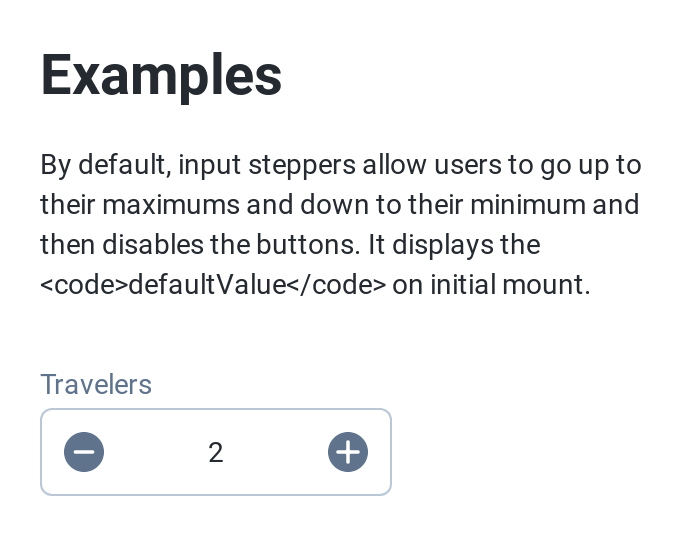 Examples
By default, input steppers allow users to go up to
their maximums and down to their minimum and
then disables the buttons. It displays the
<code>defaultValue</code> on initial mount.
Travelers
2